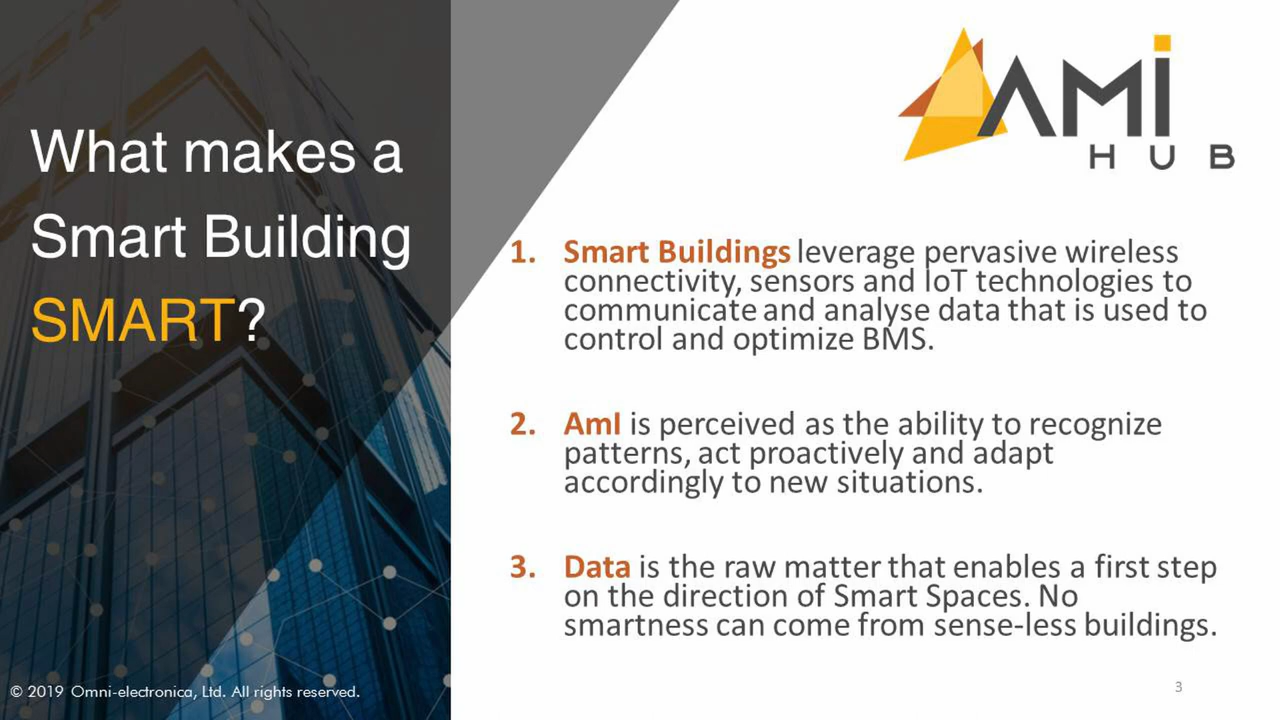 What makes a
Smart Building
SMART?
AMI
HUB
1. Smart Buildings leverage pervasive wireless
connectivity, sensors and IoT technologies to
communicate and analyse data that is used to
control and optimize BMS.
2. AmI is perceived as the ability to recognize
patterns, act proactively and adapt
accordingly to new situations.
3. Data is the raw matter that enables a first step
on the direction of Smart Spaces. No
smartness can come from sense-less buildings.
© 2019 Omni-electronica, Ltd. All rights reserved.
3